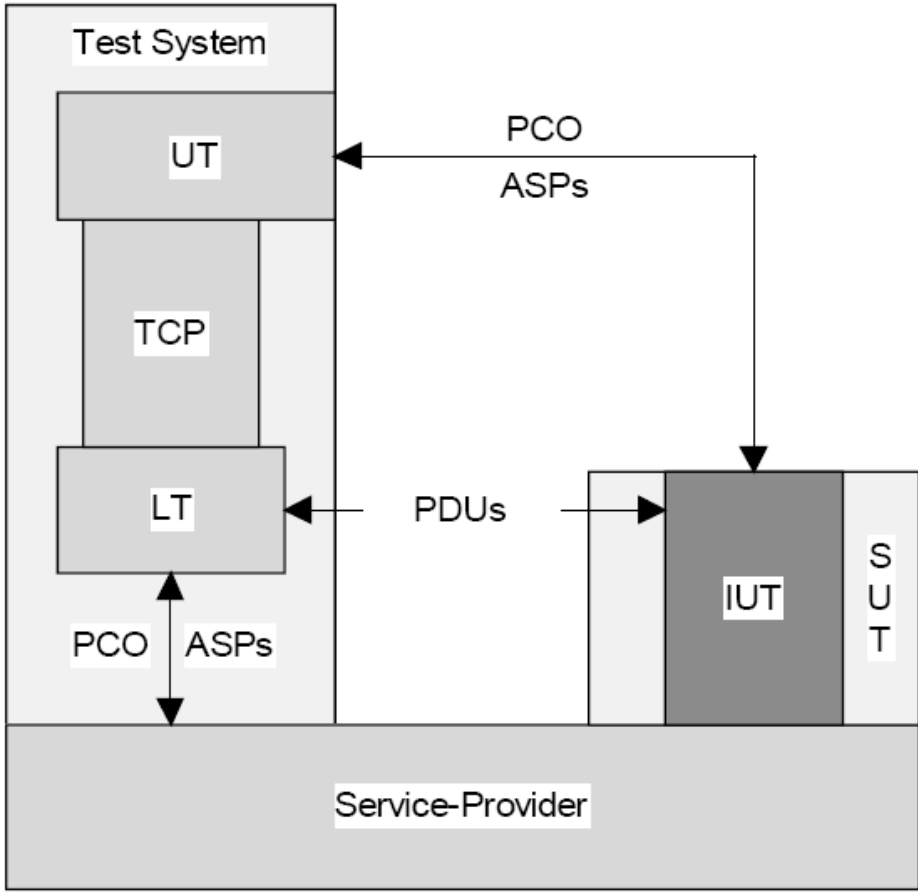 Test System
UT
PCO
ASPs
TCP
LT
PDUs
IUT
S
U
T
PCO
ASPs
Service-Provider